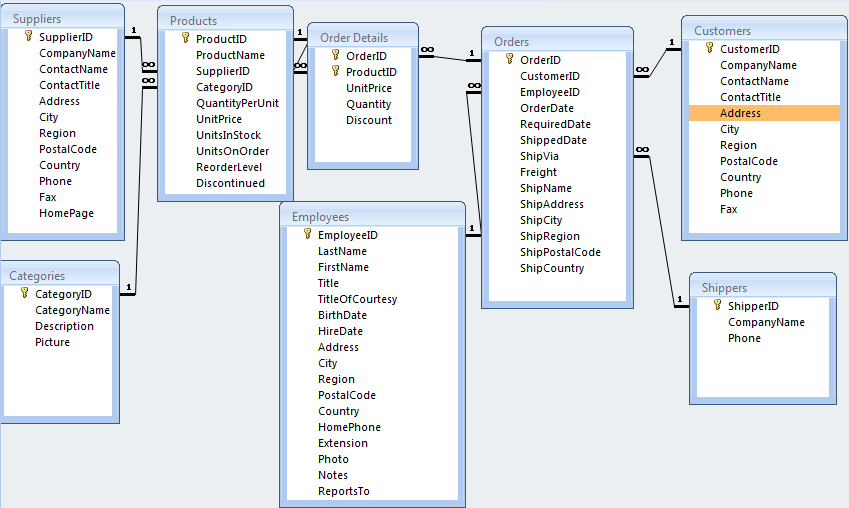 Suppliers
SupplierID
CompanyName
ContactName
ContactTitle
Address
City
Region
PostalCode
Country
Phone
Fax
HomePage
1
∞
∞
Products
ProductID
ProductName
SupplierID
CategoryID
QuantityPerUnit
UnitPrice
UnitsInStock
UnitsOnOrder
ReorderLevel
Discontinued
1
∞
Order Details
OrderID
ProductID
UnitPrice
Quantity
Discount
∞
1
∞
Orders
OrderID
CustomerID
EmployeeID
OrderDate
RequiredDate
ShippedDate
ShipVia
Freight
ShipName
ShipAddress
ShipCity
ShipRegion
ShipPostalCode
ShipCountry
∞
∞
1
Customers
CustomerID
CompanyName
ContactName
ContactTitle
Address
City
Region
PostalCode
Country
Phone
Fax
Categories
CategoryID
CategoryName
Description
Picture
1
Employees
EmployeeID
LastName
FirstName
Title
TitleOfCourtesy
BirthDate
HireDate
Address
City
Region
PostalCode
Country
HomePhone
Extension
Photo
Notes
ReportsTo
1
1
Shippers
ShipperID
CompanyName
Phone